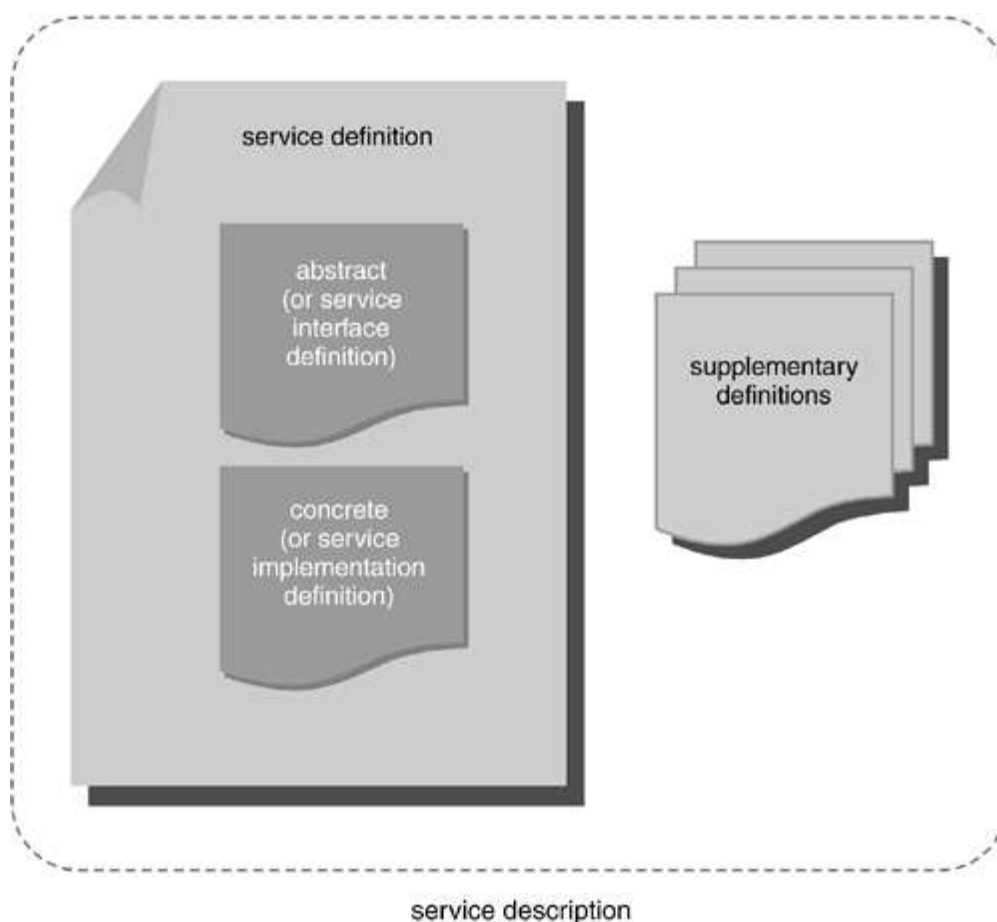 service definition
abstract
(or service
interface
definition)
concrete
(or service
implementation
definition)
supplementary
definitions
service description